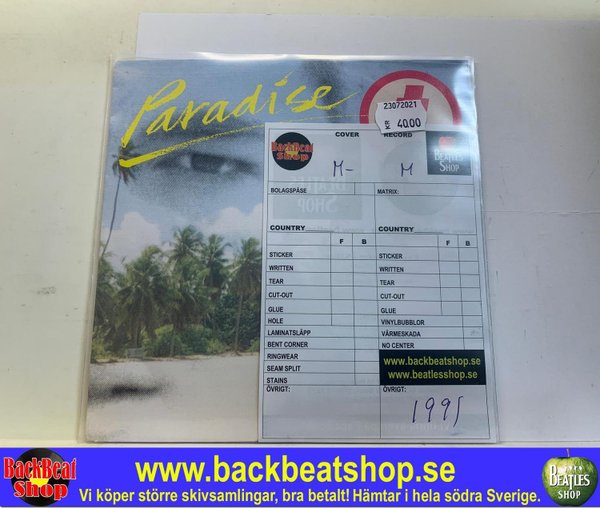 Paradise
23072021
KR 40.00
COVER RECORD
BackBeat Shop
BEATLES SHOP
M- M
BOLAGSPÅSE MATRIX:
COUNTRY COUNTRY
F B F B
STICKER STICKER
WRITTEN WRITTEN
TEAR TEAR
CUT-OUT CUT-OUT
GLUE GLUE
HOLE VINYLBUBBLOR
LAMINATSLÄPP VÄRMESKADA
BENT CORNER NO CENTER
RINGWEAR
SEAM SPLIT
STAINS
www.backbeatshop.se
www.beatlesshop.se
ÖVRIGT: ÖVRIGT:
1991
BackBeat Shop
www.backbeatshop.se
Vi köper större skivsamlingar, bra betalt! Hämtar i hela södra Sverige.
BEATLES SHOP